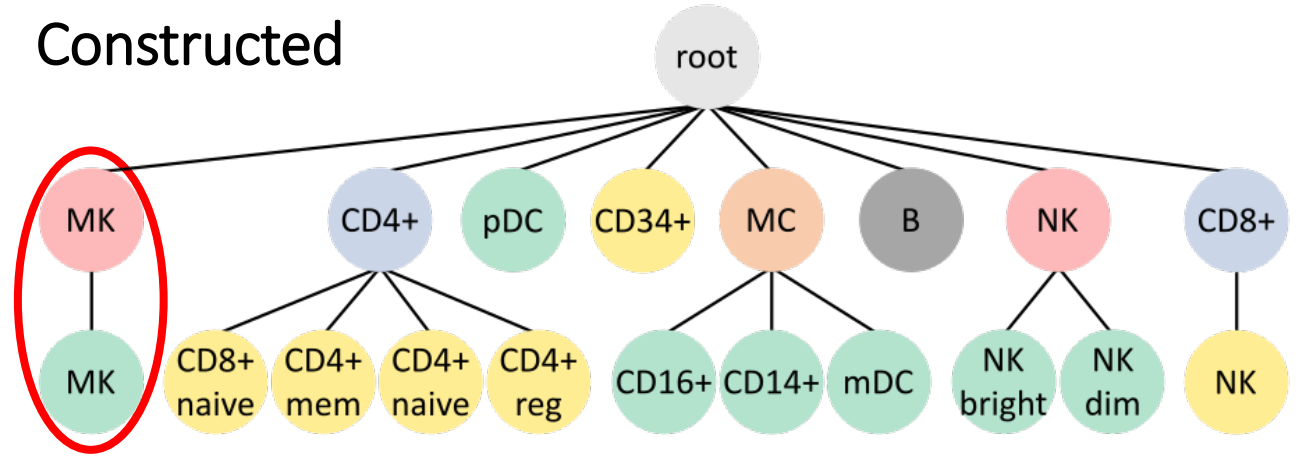 Constructed
root
MK
CD4+
pDC
CD34+
MC
B
NK
CD8+
MK
CD8+
naive
CD4+
mem
CD4+
naive
CD4+
reg
CD16+
CD14+
mDC
NK
bright
NK
dim
NK